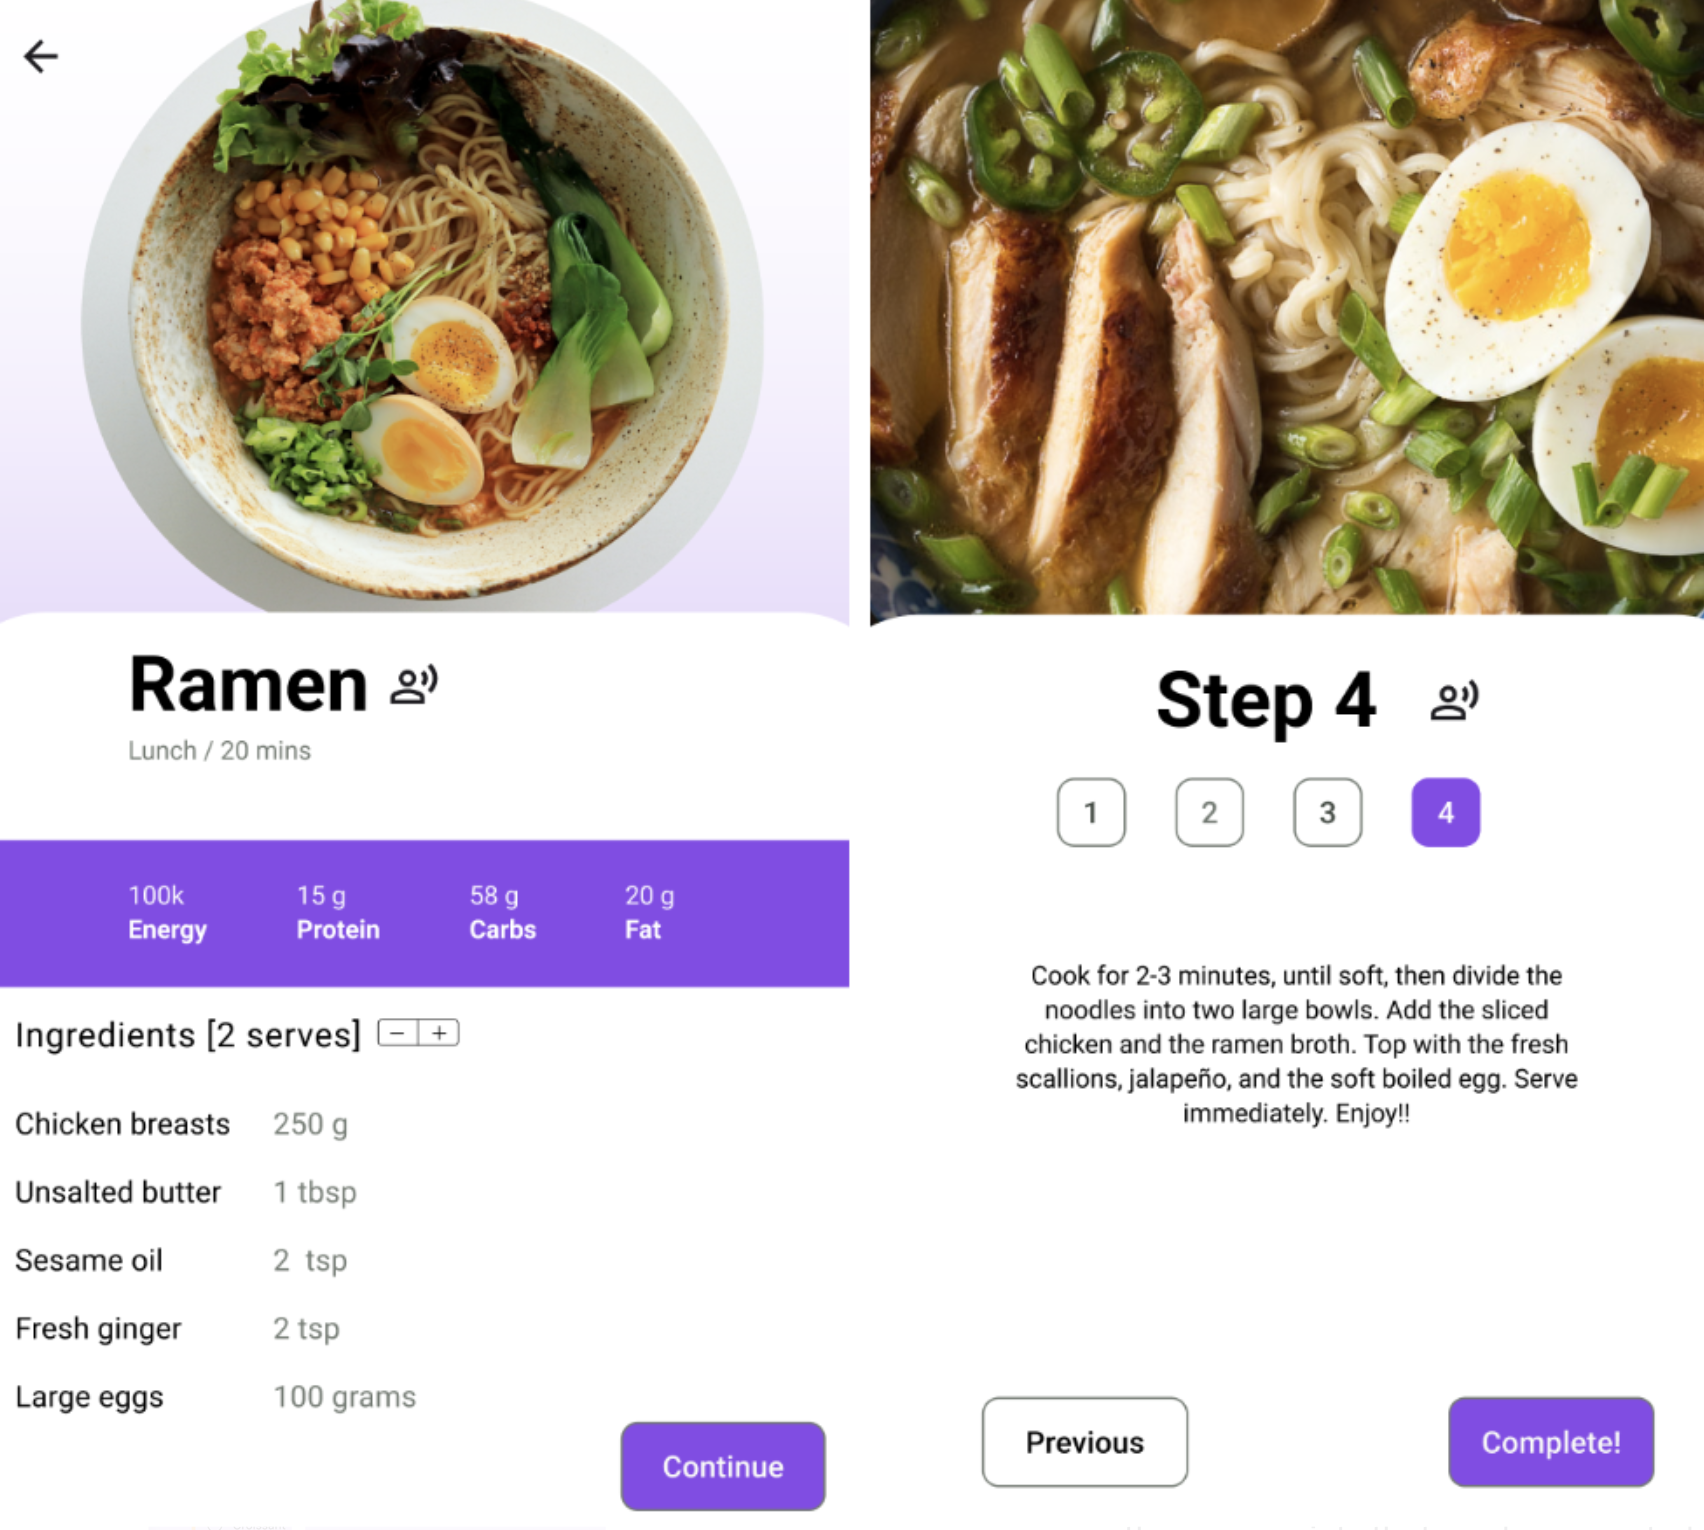 Ramen
Lunch / 20 mins
100k
Energy
15 g
Protein
58 g
Carbs
20 g
Fat
Ingredients [2 serves] − +
Chicken breasts 250 g
Unsalted butter 1 tbsp
Sesame oil 2 tsp
Fresh ginger 2 tsp
Large eggs 100 grams
Continue
Step 4
1 2 3 4
Cook for 2-3 minutes, until soft, then divide the
noodles into two large bowls. Add the sliced
chicken and the ramen broth. Top with the fresh
scallions, jalapeño, and the soft boiled egg. Serve
immediately. Enjoy!!
Previous
Complete!